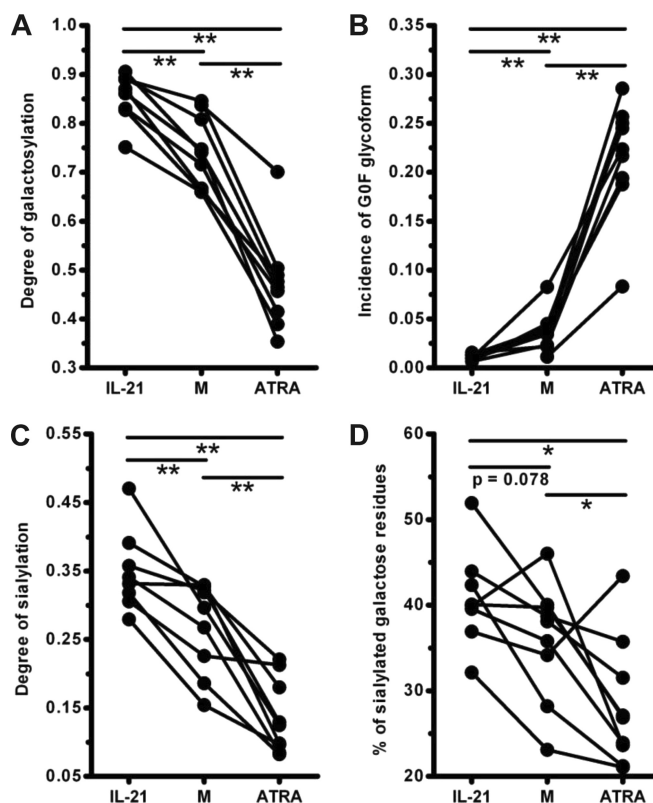 A
Degree of galactosylation
1.0
0.9
0.8
0.7
0.6
0.5
0.4
0.3
**
**
**
IL-21 M ATRA
B
Incidence of G0F glycoform
0.35
0.30
0.25
0.20
0.15
0.10
0.05
0.00
**
**
**
IL-21 M ATRA
C
Degree of sialylation
0.55
0.45
0.35
0.25
0.15
0.05
**
**
**
IL-21 M ATRA
D
% of sialylated galactose residues
60
50
40
30
20
*
p = 0.078
*
IL-21 M ATRA